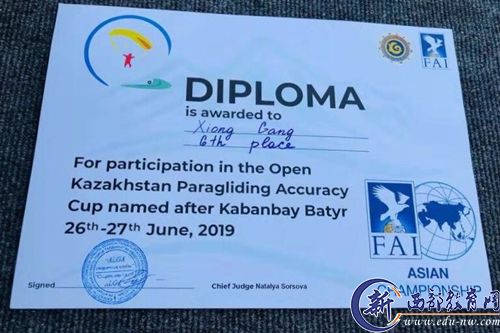 FAI
DIPLOMA
is awarded to
Xiong Gang
6th place
For participation in the Open
Kazakhstan Paragliding Accuracy
Cup named after Kabanbay Batyr
26th-27th June, 2019
FAI
ASIAN
CHAMPIONSHIP
Signed
Chief Judge Natalya Sorsova
新西部教育网
www.edu-nw.com